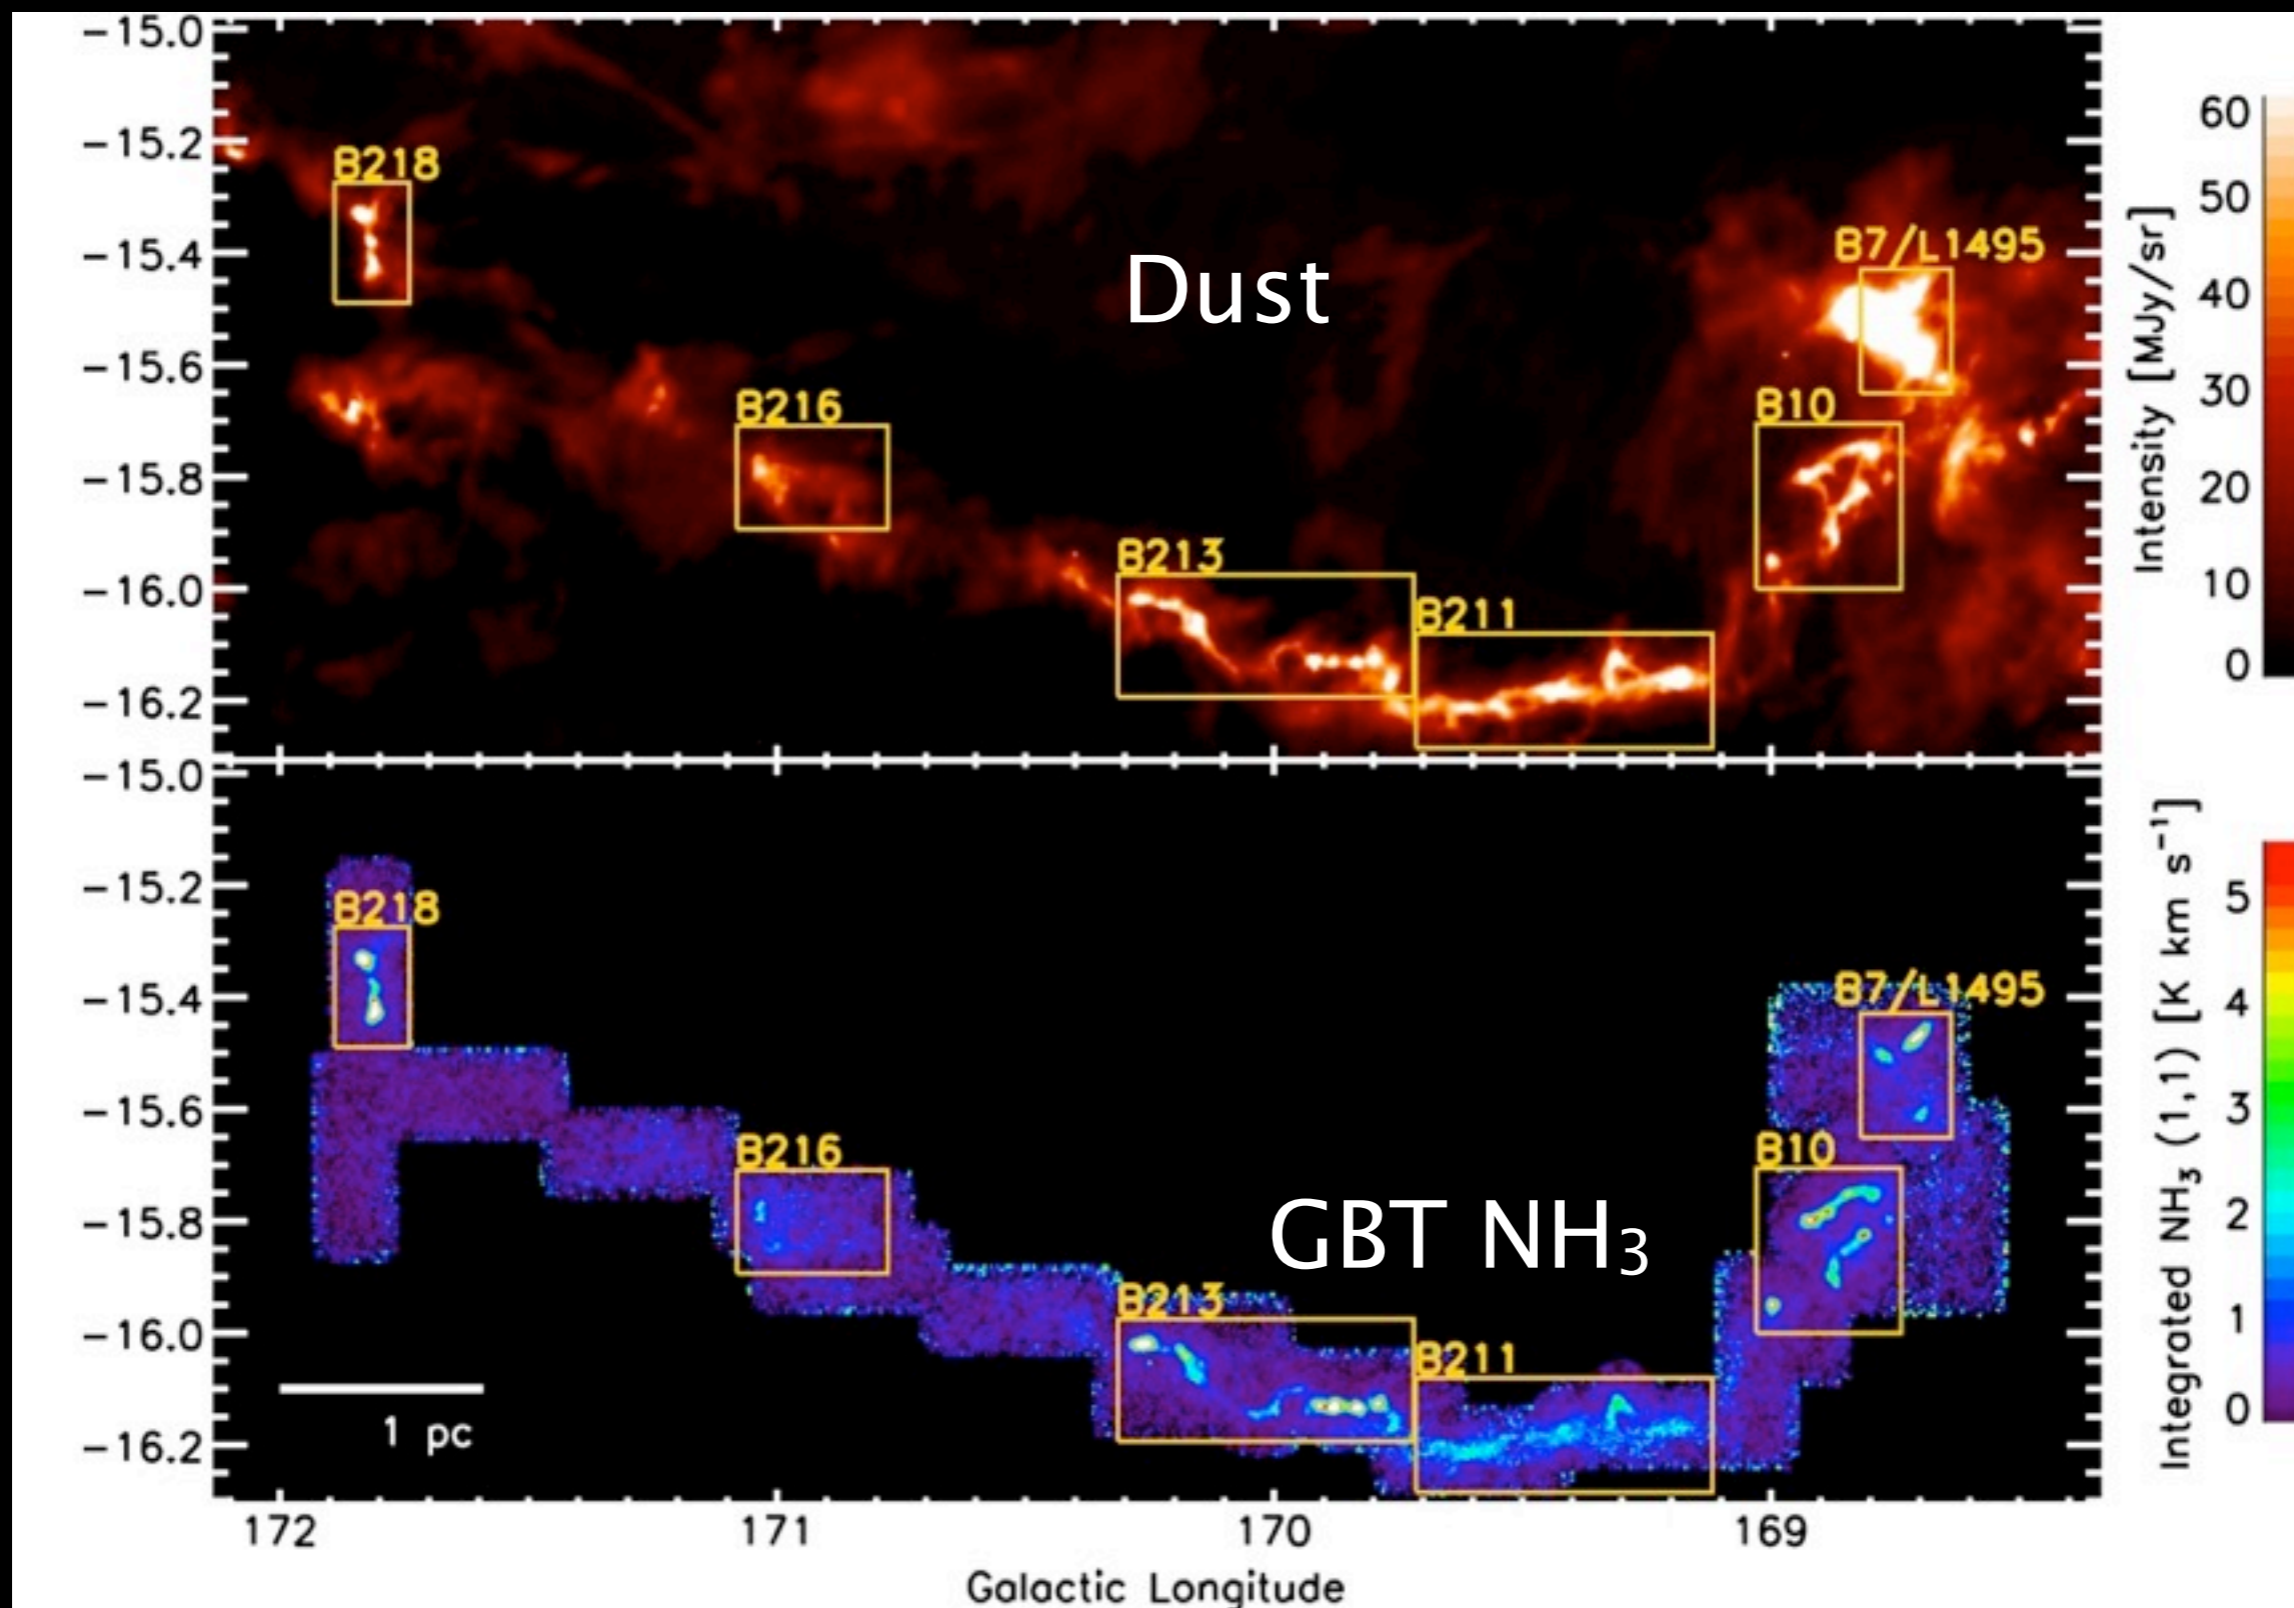 −15.0
−15.2
−15.4
−15.6
−15.8
−16.0
−16.2
B218
B216
B213
B211
B7/L1495
B10
Dust
60
50
40
30
20
10
0
Intensity [MJy/sr]
−15.0
−15.2
−15.4
−15.6
−15.8
−16.0
−16.2
B218
B216
B213
B211
B7/L1495
B10
GBT NH₃
1 pc
5
4
3
2
1
0
Integrated NH₃ (1,1) [K km s⁻¹]
172
171
170
169
Galactic Longitude